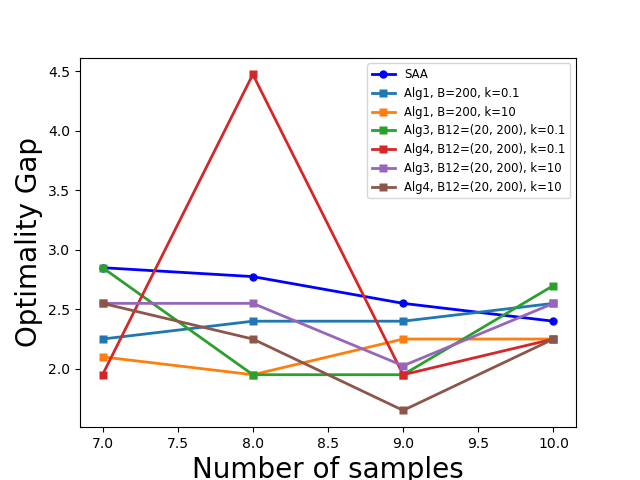 4.5
4.0
3.5
3.0
2.5
2.0
Optimality Gap
SAA
Alg1, B=200, k=0.1
Alg1, B=200, k=10
Alg3, B12=(20, 200), k=0.1
Alg4, B12=(20, 200), k=0.1
Alg3, B12=(20, 200), k=10
Alg4, B12=(20, 200), k=10
7.0 7.5 8.0 8.5 9.0 9.5 10.0
Number of samples